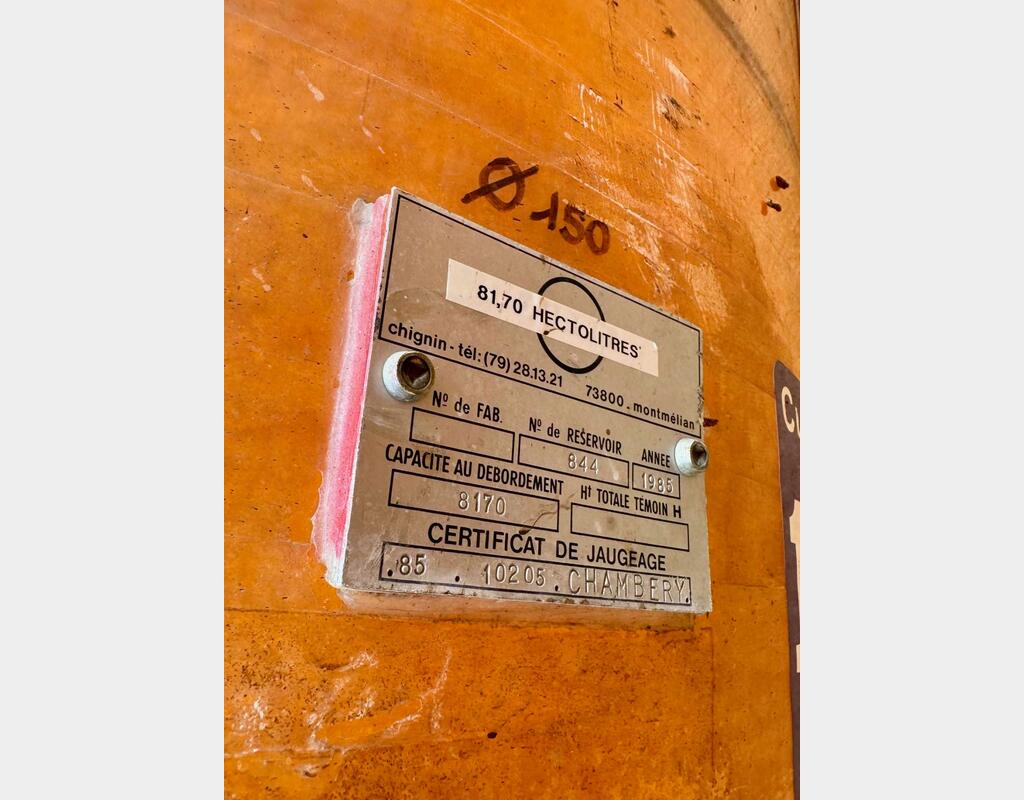 Ø 150
81,70 HECTOLITRES
chignin - tél: (79) 28.13.21 73800 - montmélian
Nº de FAB. Nº de RESERVOIR ANNEE
844 1985
CAPACITE AU DEBORDEMENT Hᵗ TOTALE TEMOIN H
8170
CERTIFICAT DE JAUGEAGE
.85 . 10205 . CHAMBERY.